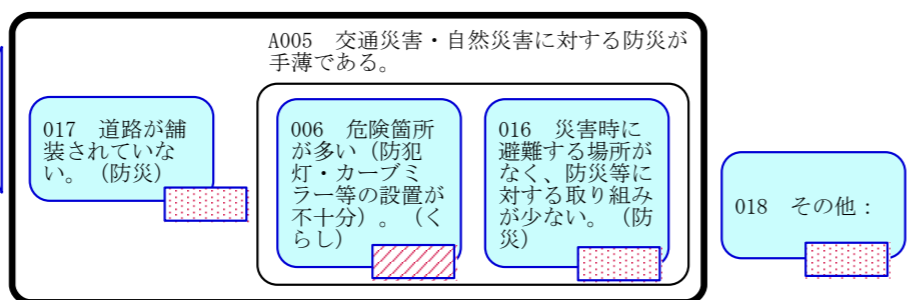 A005　交通災害・自然災害に対する防災が
手薄である。
017　道路が舗
装されていな
い。（防災）
006　危険箇所
が多い（防犯
灯・カーブミ
ラー等の設置が
不十分）。（く
らし）
016　災害時に
避難する場所が
なく、防災等に
対する取り組み
が少ない。（防
災）
018　その他：